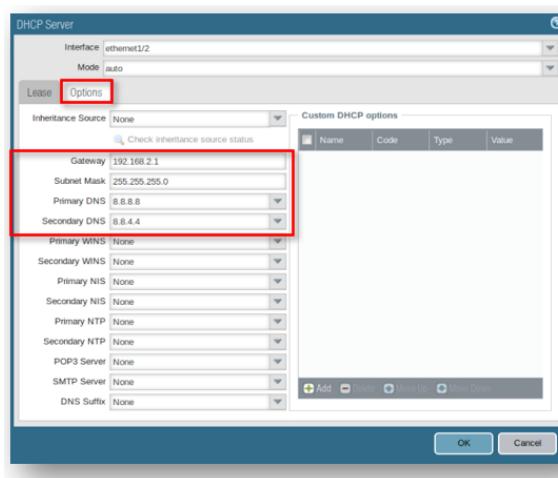 DHCP Server
Interface ethernet1/2
Mode auto
Lease Options
Inheritance Source None
Check inheritance source status
Gateway 192.168.2.1
Subnet Mask 255.255.255.0
Primary DNS 8.8.8.8
Secondary DNS 8.8.4.4
Primary WINS None
Secondary WINS None
Primary NIS None
Secondary NIS None
Primary NTP None
Secondary NTP None
POP3 Server None
SMTP Server None
DNS Suffix None
Custom DHCP options
Name Code Type Value
Add Delete Move Up Move Down
OK Cancel